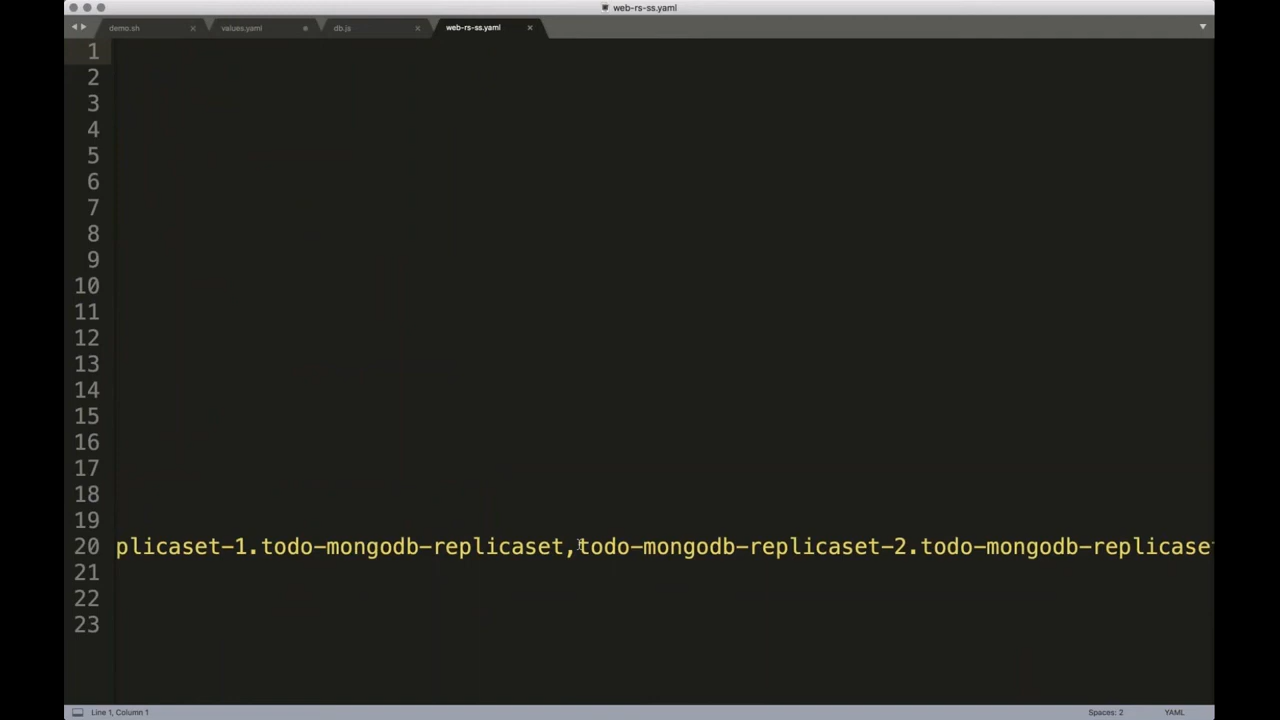 web-rs-ss.yaml
demo.sh
values.yaml
db.js
web-rs-ss.yaml
1
2
3
4
5
6
7
8
9
10
11
12
13
14
15
16
17
18
19
20 plicaset-1.todo-mongodb-replicaset,todo-mongodb-replicaset-2.todo-mongodb-replicase
21
22
23
Line 1, Column 1
Spaces: 2
YAML